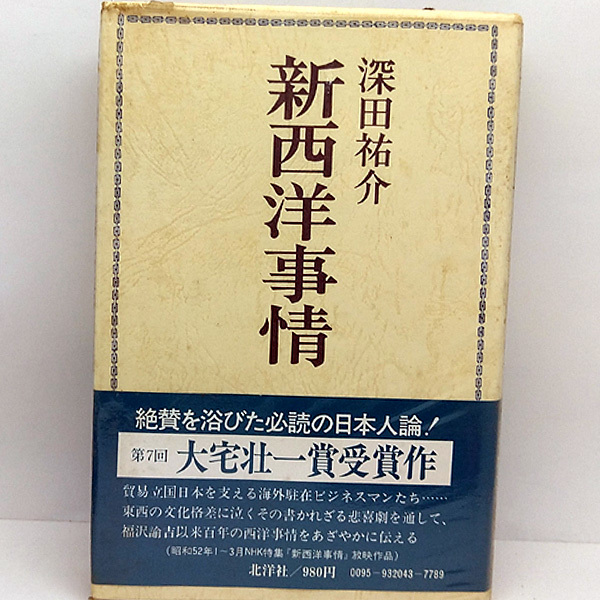 深田祐介
新西洋事情
絶賛を浴びた必読の日本人論!
第7回 大宅壮一賞受賞作
貿易立国日本を支える海外駐在ビジネスマンたち……
東西の文化格差に泣くその書かれざる悲喜劇を通して、
福沢諭吉以来百年の西洋事情をあざやかに伝える
(昭和52年1〜3月NHK特集『新西洋事情』放映作品)
北洋社/980円 0095-932043-7789